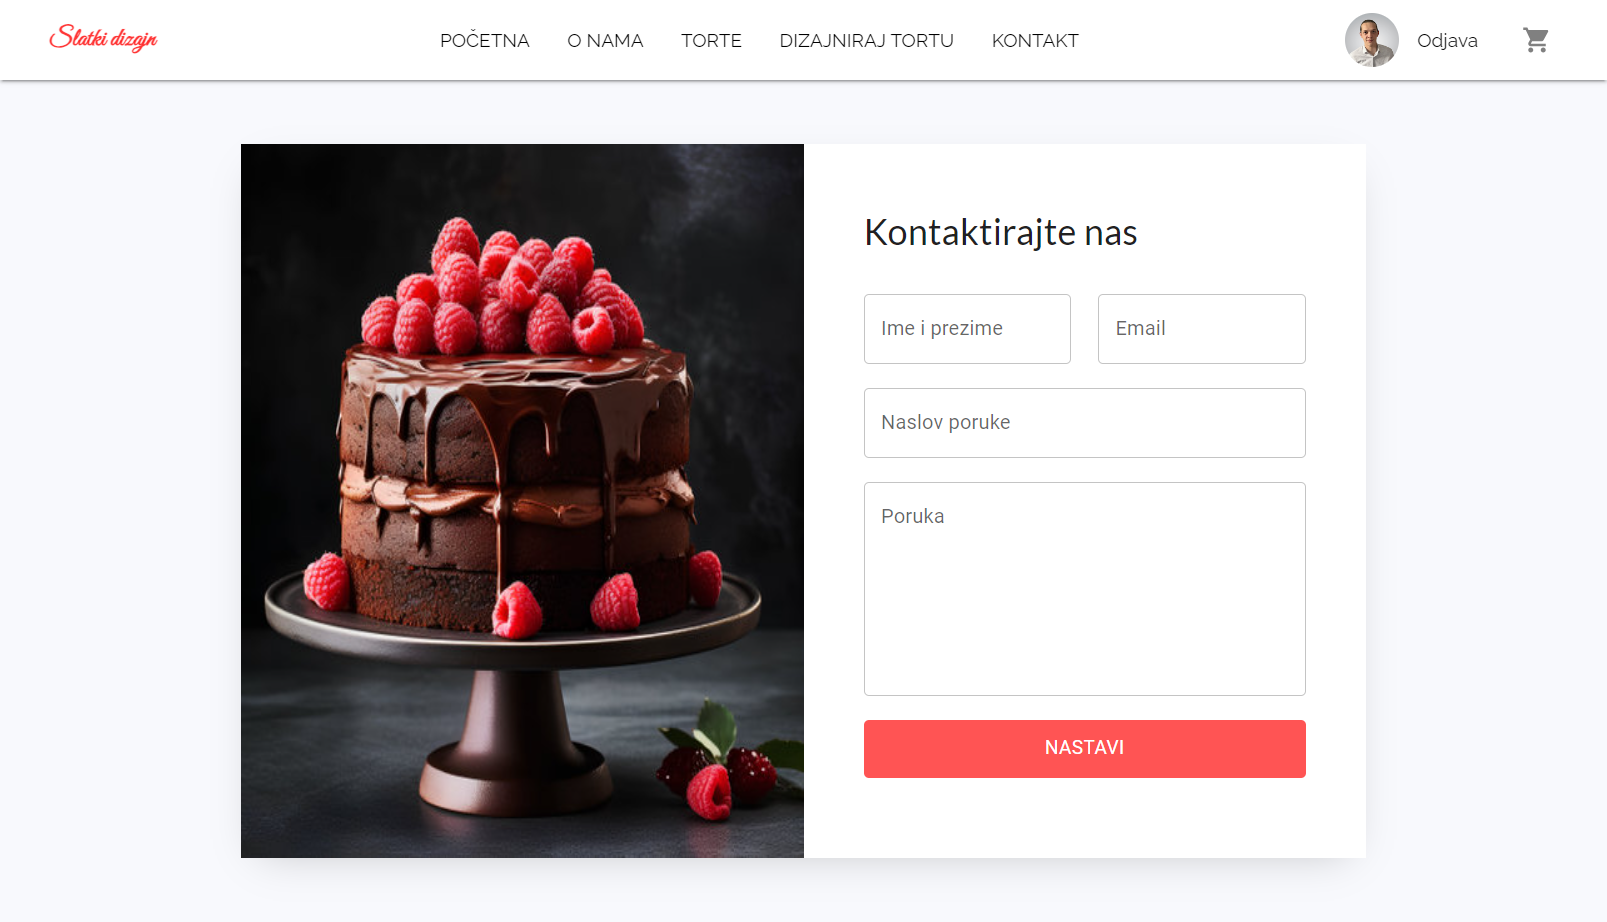 Slatki dizajn
POČETNA O NAMA TORTE DIZAJNIRAJ TORTU KONTAKT
Odjava
Kontaktirajte nas
Ime i prezime Email
Naslov poruke
Poruka
NASTAVI